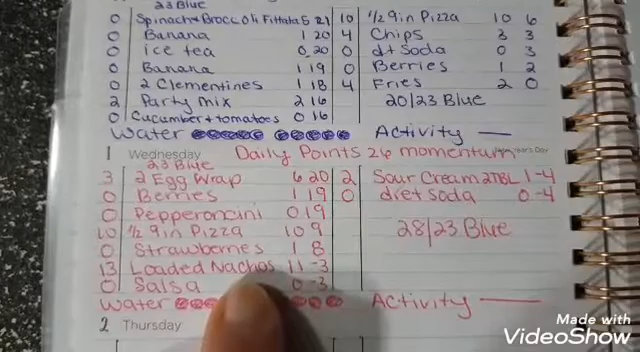 23 Blue
0 Spinach & Broccoli Fittata 5 21
0 Banana 1 20
0 ice tea 0 20
0 Banana 1 19
0 2 Clementines 1 18
2 Party mix 2 16
0 Cucumber + tomatoes 0 16
Water
10 1/2 9in Pizza 10 6
4 Chips 3 3
0 dt Soda 0 3
0 Berries 1 2
4 Fries 2 0
20/23 Blue
Activity —
1 Wednesday Daily Points 26 momentum Year's Day
23 Blue
3 2 Egg Wrap 6 20
0 Berries 1 19
0 Pepperoncini 0 19
10 1/2 9in Pizza 10 9
0 Strawberries 1 8
13 Loaded Nachos 11 -3
0 Salsa 0 -3
Water
2 Sour Cream 2TBL 1 -4
0 diet soda 0 -4
28/23 Blue
Activity —
2 Thursday
Made with
VideoShow